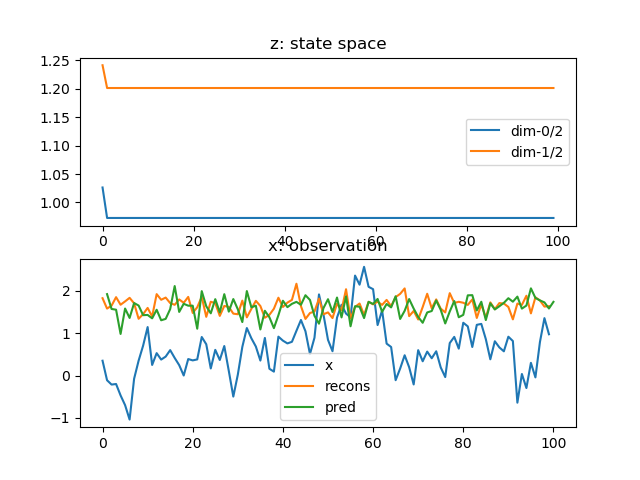 z: state space
1.25
1.20
1.15
1.10
1.05
1.00
dim-0/2
dim-1/2
0 20 40 60 80 100
x: observation
2
1
0
−1
x
recons
pred
0 20 40 60 80 100